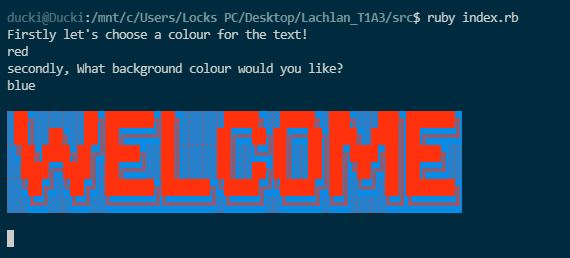 ducki@Ducki:/mnt/c/Users/Locks PC/Desktop/Lachlan_T1A3/src$ ruby index.rb
Firstly let's choose a colour for the text!
red
secondly, What background colour would you like?
blue
WELCOME